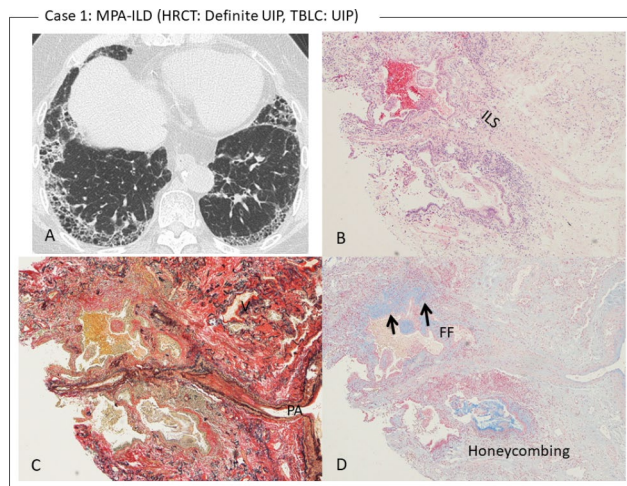 Case 1: MPA-ILD (HRCT: Definite UIP, TBLC: UIP)
A
ILS
B
V
PA
C
FF
Honeycombing
D